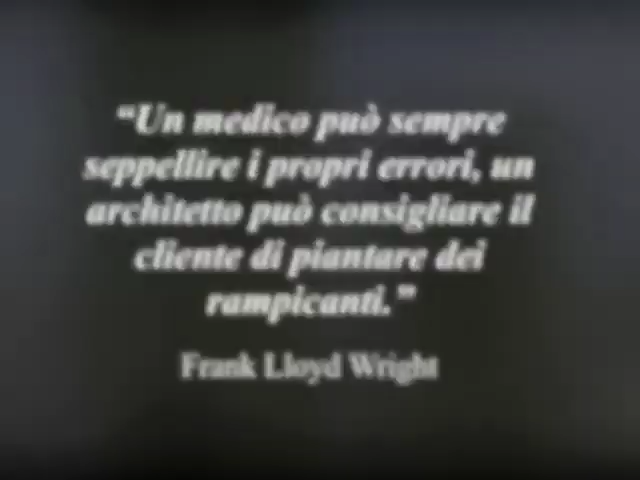 “Un medico può sempre
seppellire i propri errori, un
architetto può consigliare il
cliente di piantare dei
rampicanti.”
Frank Lloyd Wright